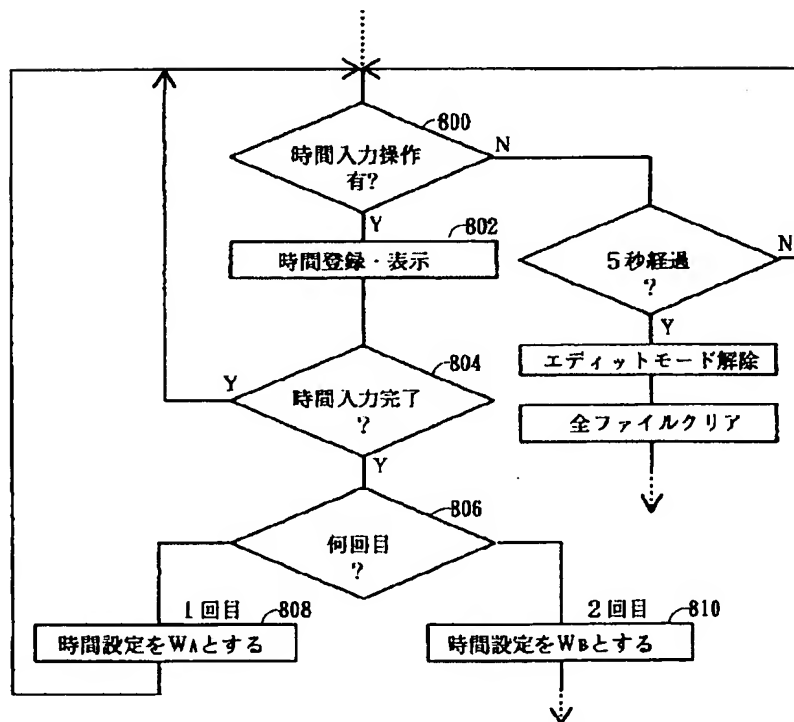 800
時間入力操作
有?
N
Y
802
時間登録・表示
5秒経過
?
N
Y
エディットモード解除
全ファイルクリア
804
Y
時間入力完了
?
Y
806
何回目
?
1回目
808
時間設定をWAとする
2回目
810
時間設定をWBとする